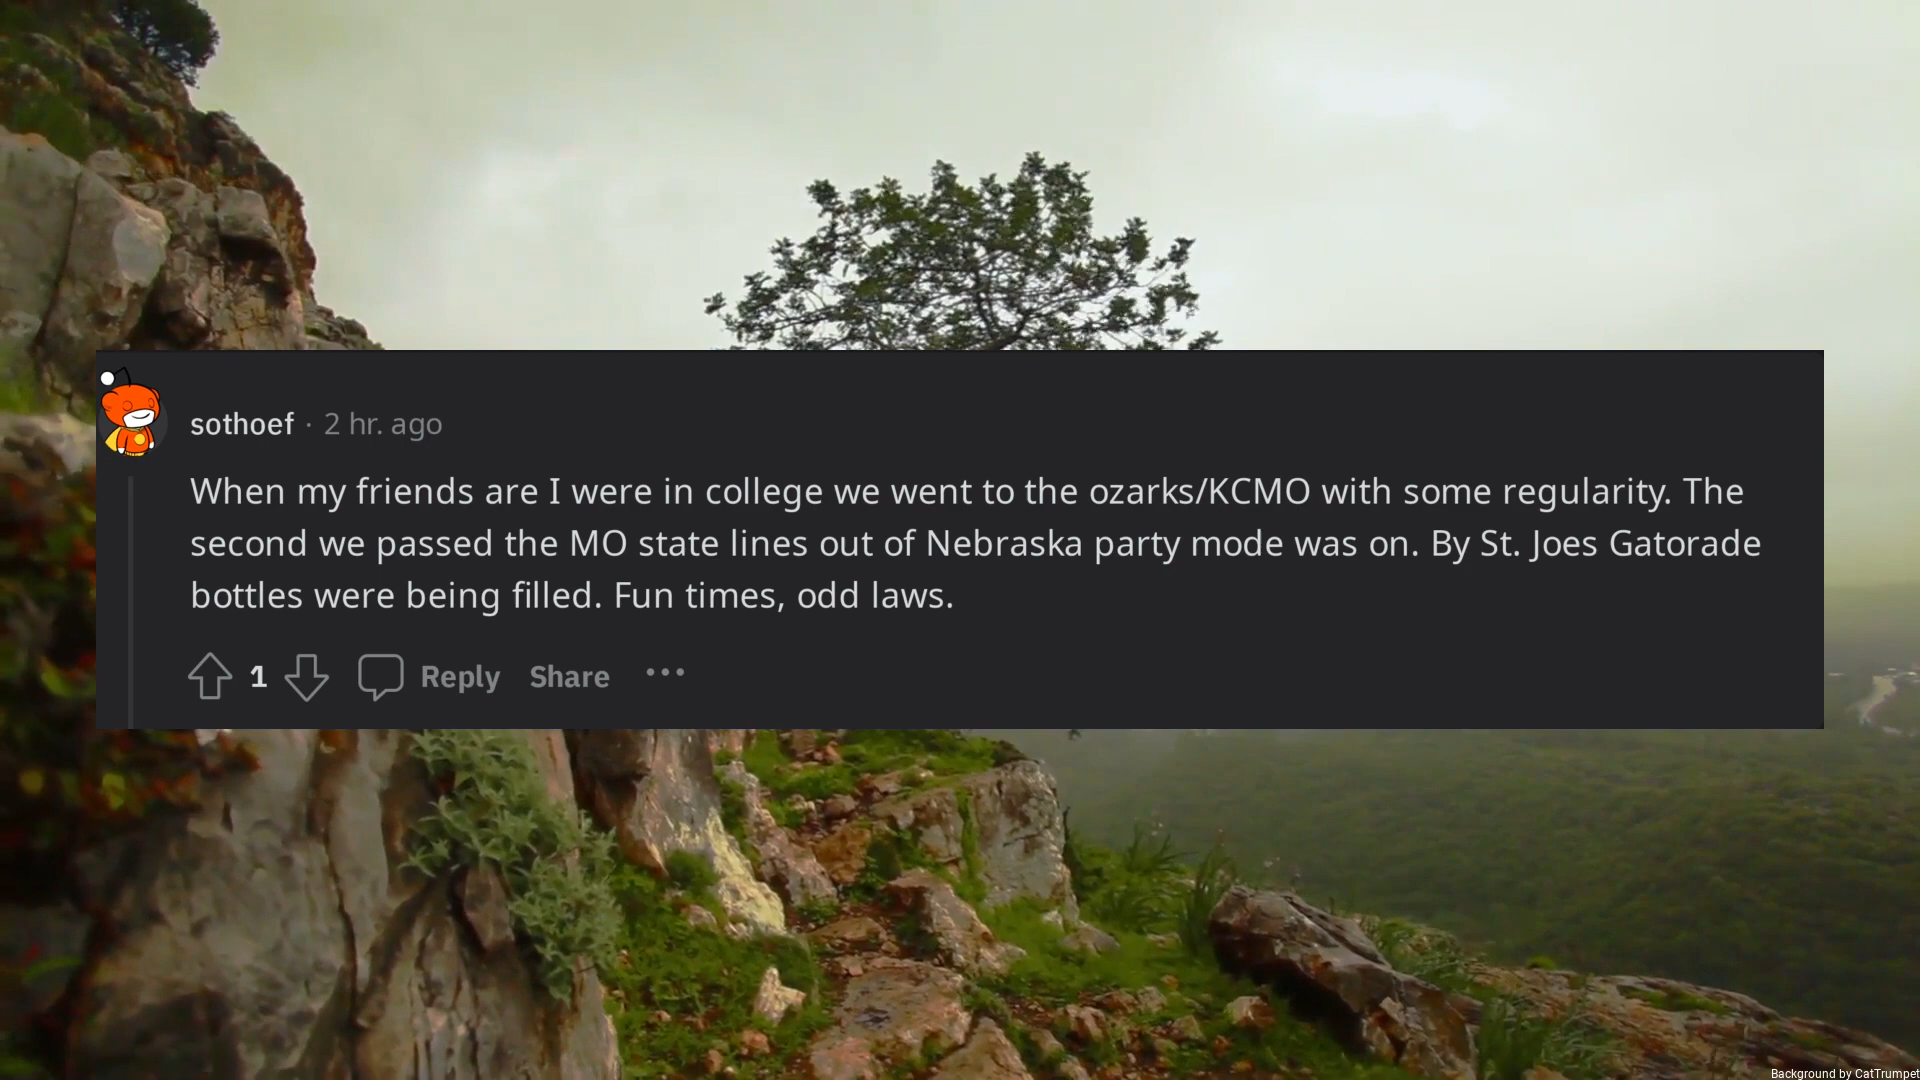 sothoef · 2 hr. ago
When my friends are I were in college we went to the ozarks/KCMO with some regularity. The
second we passed the MO state lines out of Nebraska party mode was on. By St. Joes Gatorade
bottles were being filled. Fun times, odd laws.
1 Reply Share ···
Background by CatTrumpet